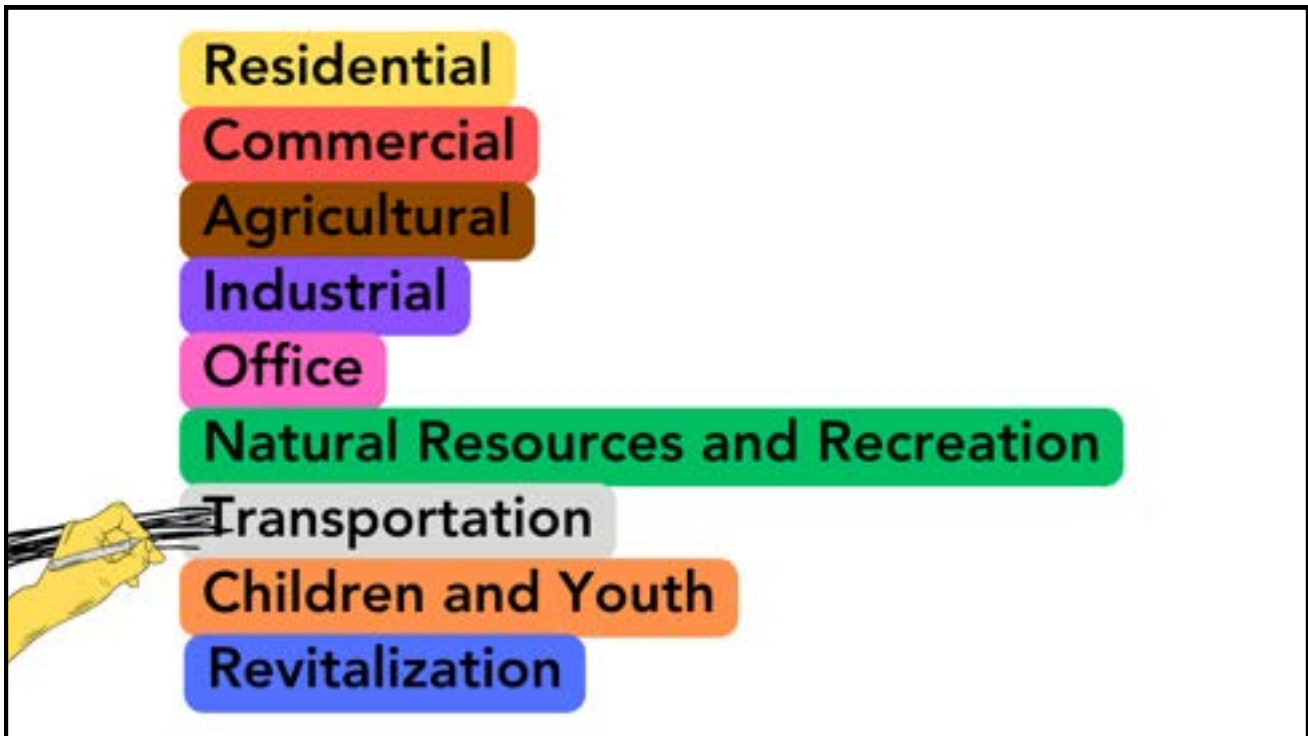 Residential
Commercial
Agricultural
Industrial
Office
Natural Resources and Recreation
Transportation
Children and Youth
Revitalization